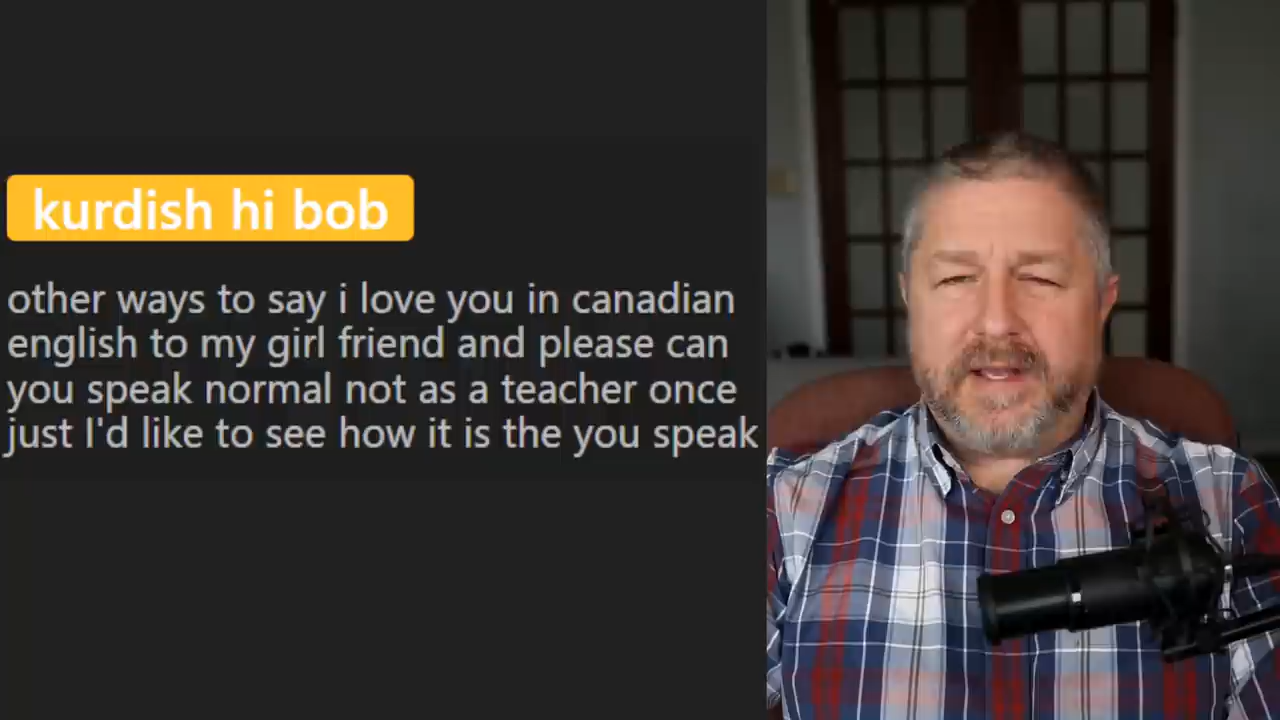 kurdish hi bob
other ways to say i love you in canadian
english to my girl friend and please can
you speak normal not as a teacher once
just I'd like to see how it is the you speak